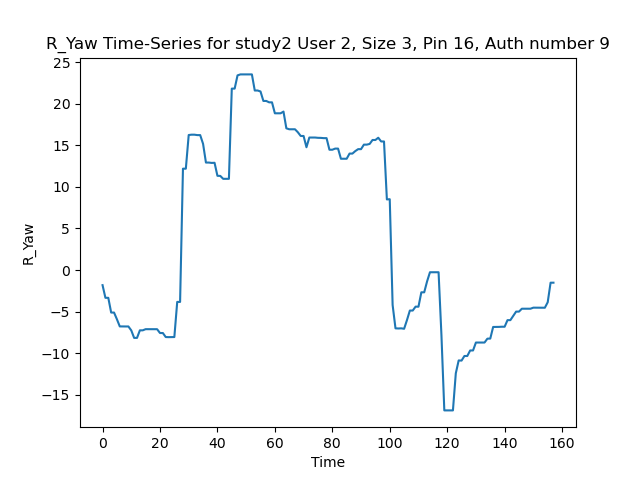 R_Yaw Time-Series for study2 User 2, Size 3, Pin 16, Auth number 9
25
20
15
10
5
0
−5
−10
−15
R_Yaw
0 20 40 60 80 100 120 140 160
Time